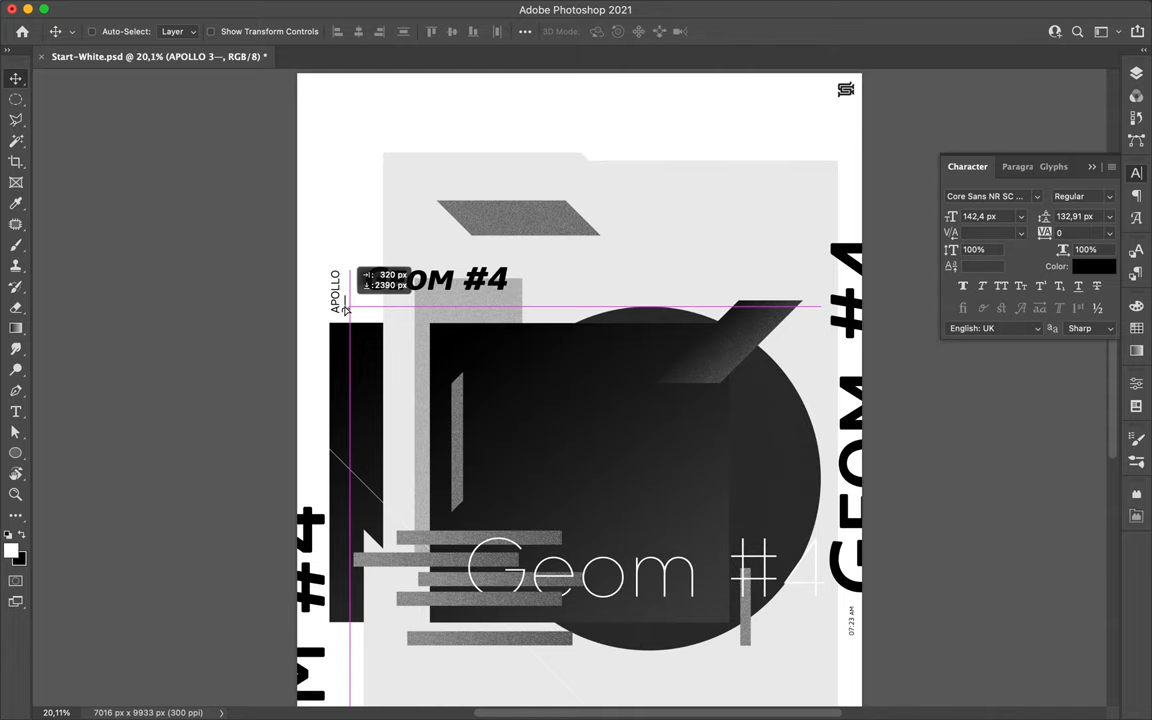 Adobe Photoshop 2021
Auto-Select:
Layer
Show Transform Controls
3D Mode:
Start-White.psd @ 20,1% (APOLLO 3—, RGB/8) *
Character
Paragra
Glyphs
Core Sans NR SC ...
Regular
142,4 px
132,91 px
0
100%
100%
Color:
English: UK
Sharp
320 px
2390 px
APOLLO
#4
GEOM #4
M #4
Geom #4
07:23 AM
20,11%
7016 px x 9933 px (300 ppi)